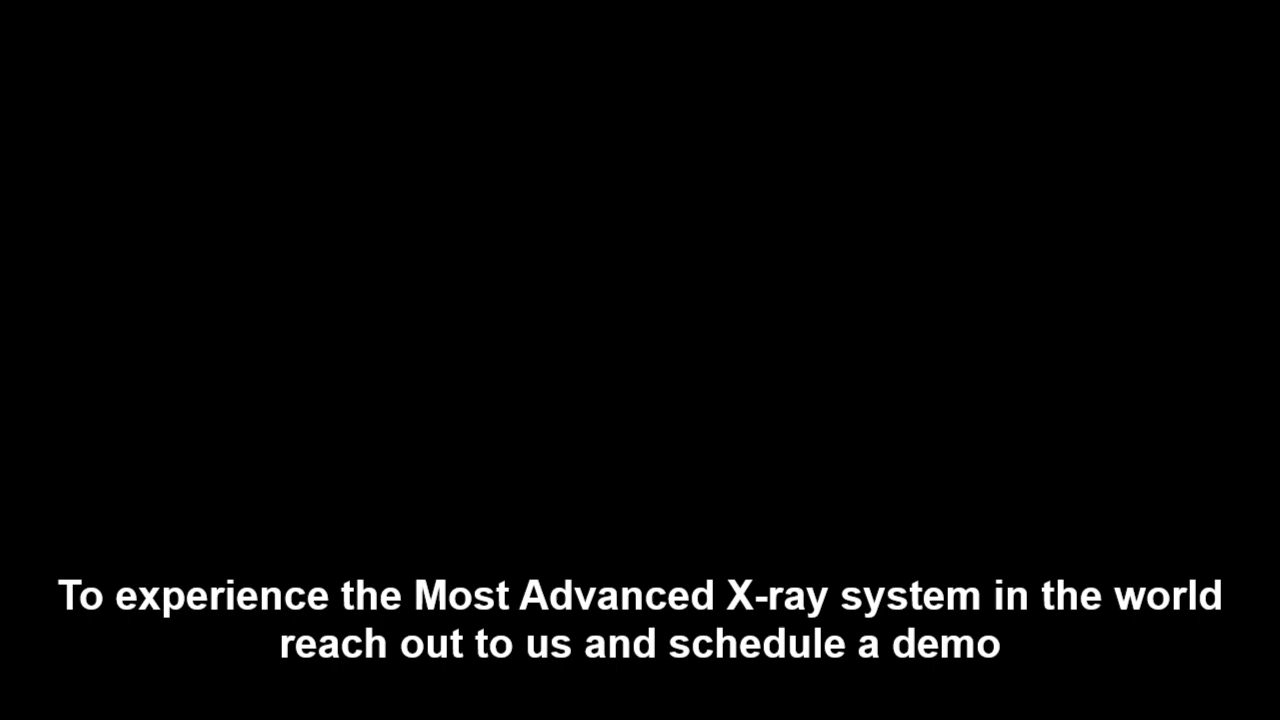 To experience the Most Advanced X-ray system in the world
reach out to us and schedule a demo